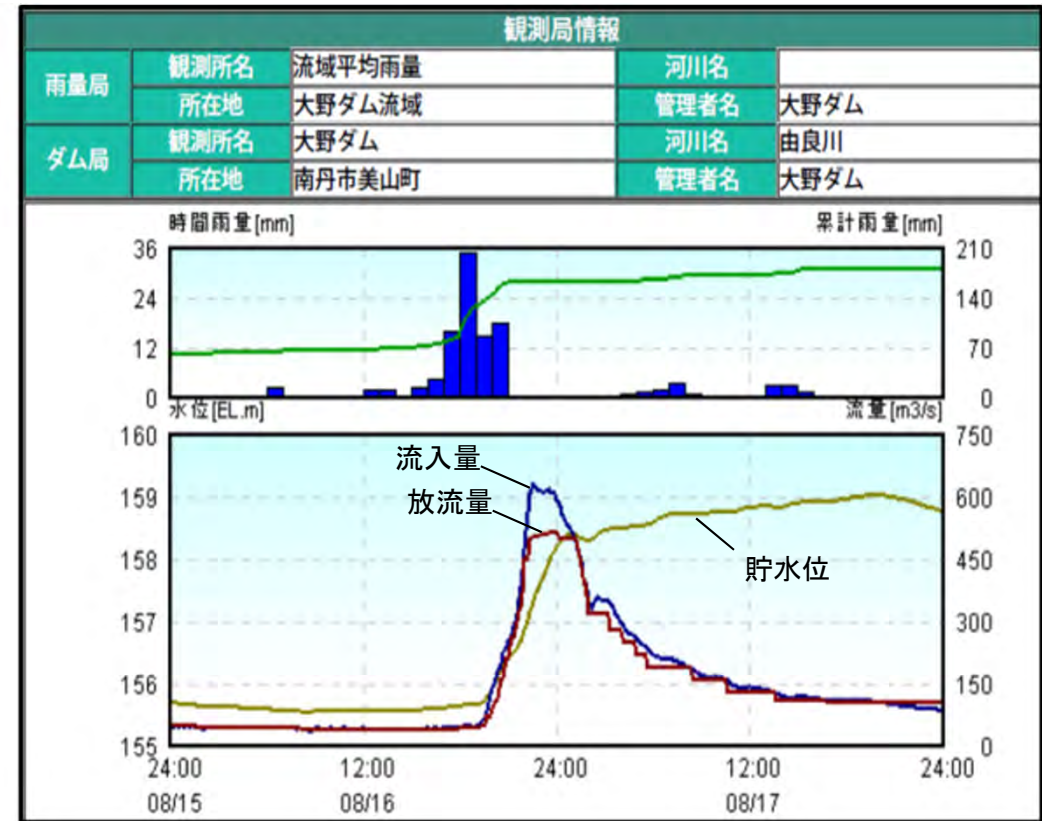 観測局情報
雨量局 観測所名 流域平均雨量 河川名
所在地 大野ダム流域 管理者名 大野ダム
ダム局 観測所名 大野ダム 河川名 由良川
所在地 南丹市美山町 管理者名 大野ダム
時間雨量[mm] 累計雨量[mm]
36 210
24 140
12 70
0 0
水位[EL.m] 流量[m3/s]
160 750
流入量
159 600
放流量
158 450
貯水位
157 300
156 150
155 0
24:00 12:00 24:00 12:00 24:00
08/15 08/16 08/17